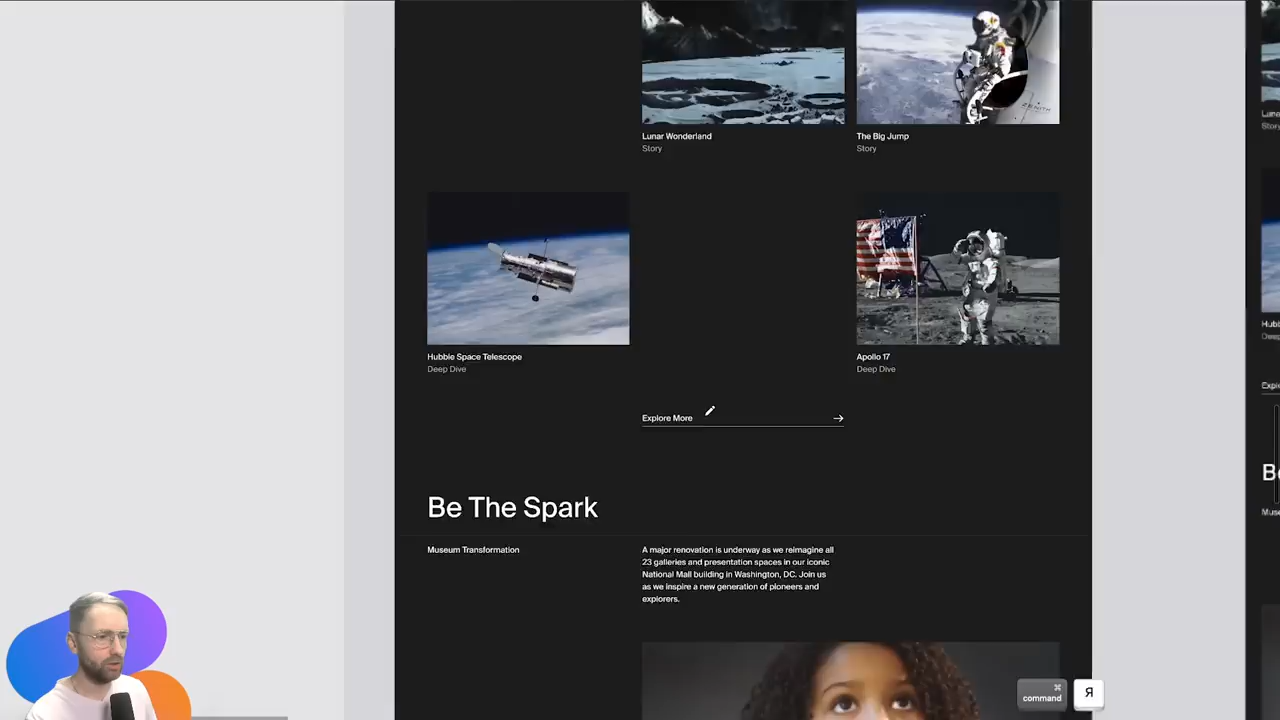 Lunar Wonderland
Story
The Big Jump
Story
ZENITH
Hubble Space Telescope
Deep Dive
Apollo 17
Deep Dive
Explore More
Be The Spark
Museum Transformation
A major renovation is underway as we reimagine all
23 galleries and presentation spaces in our iconic
National Mall building in Washington, DC. Join us
as we inspire a new generation of pioneers and
explorers.
⌘
command
Я